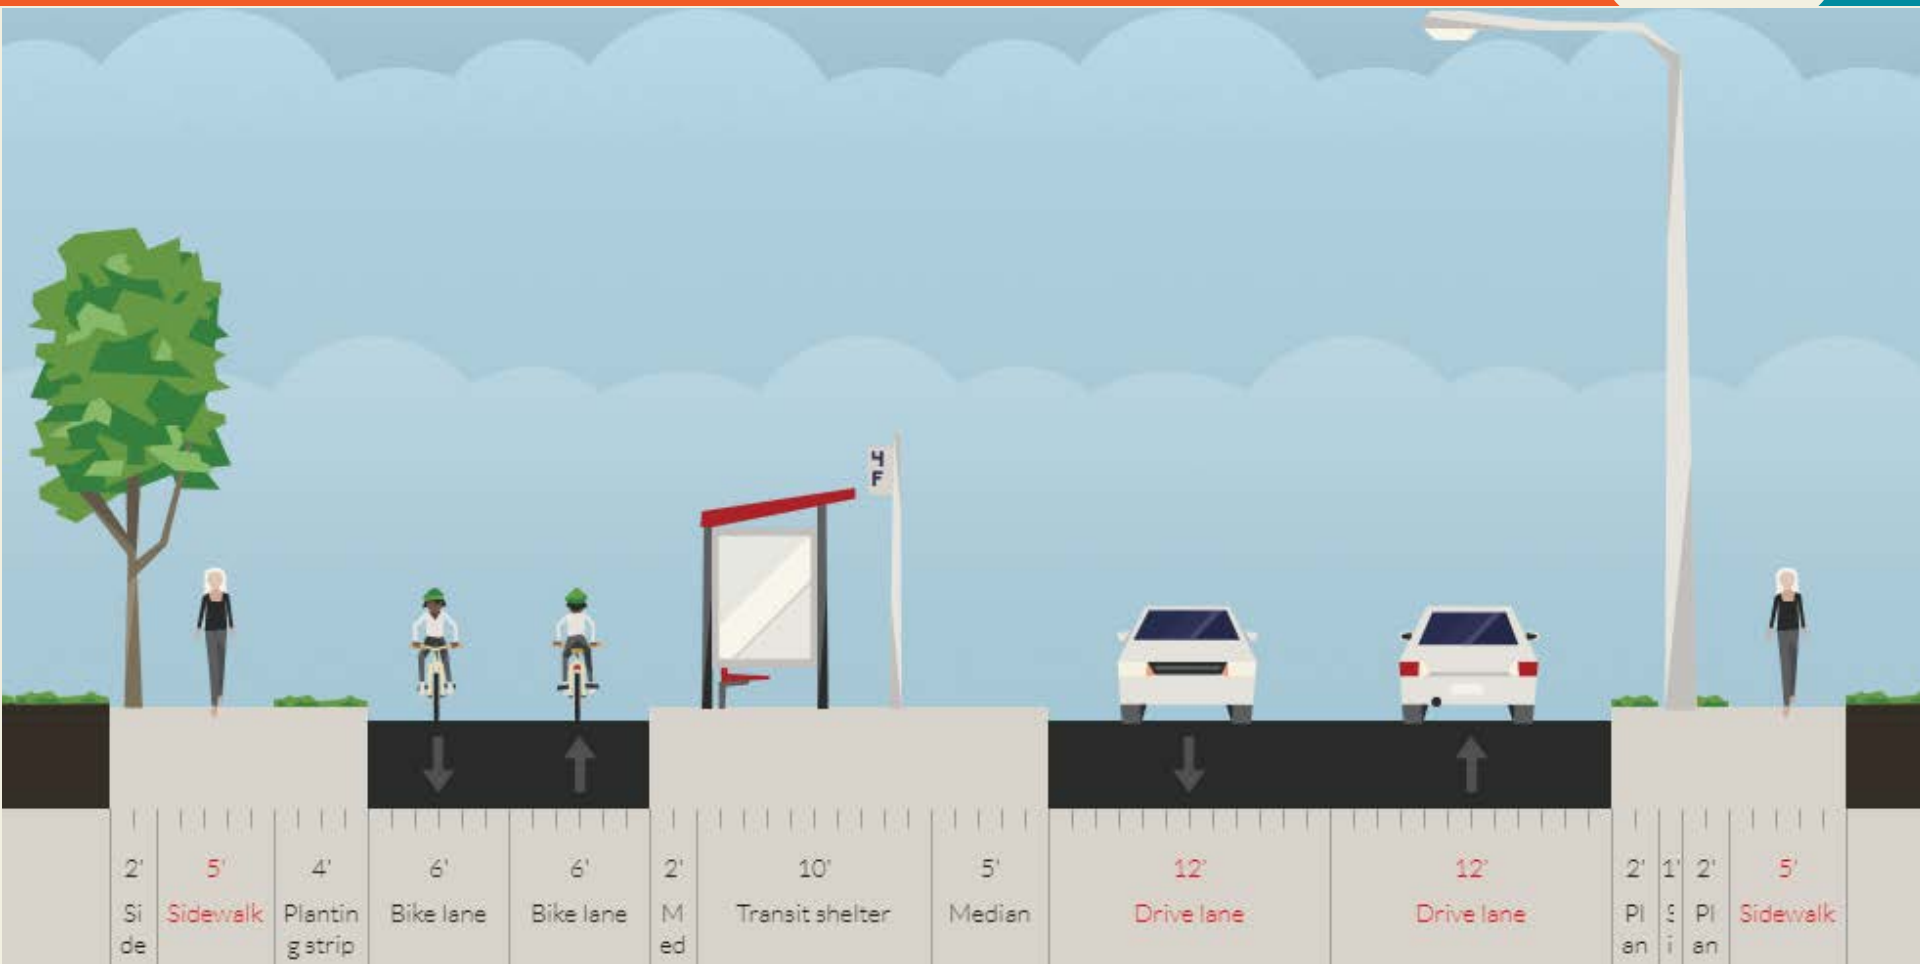 4
F
2' 5' 4' 6' 6' 2' 10' 5' 12' 12' 2' 1' 2' 5'
Si Sidewalk Plantin Bike lane Bike lane M Transit shelter Median Drive lane Drive lane Pl S Pl Sidewalk
de g strip ed an i an